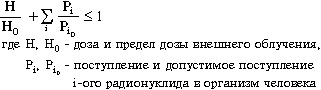 H/H₀ + ∑ᵢ Pᵢ/Pᵢ₀ ≤ 1
где H, H₀ - доза и предел дозы внешнего облучения,
Pᵢ, Pᵢ₀ - поступление и допустимое поступление
i-ого радионуклида в организм человека